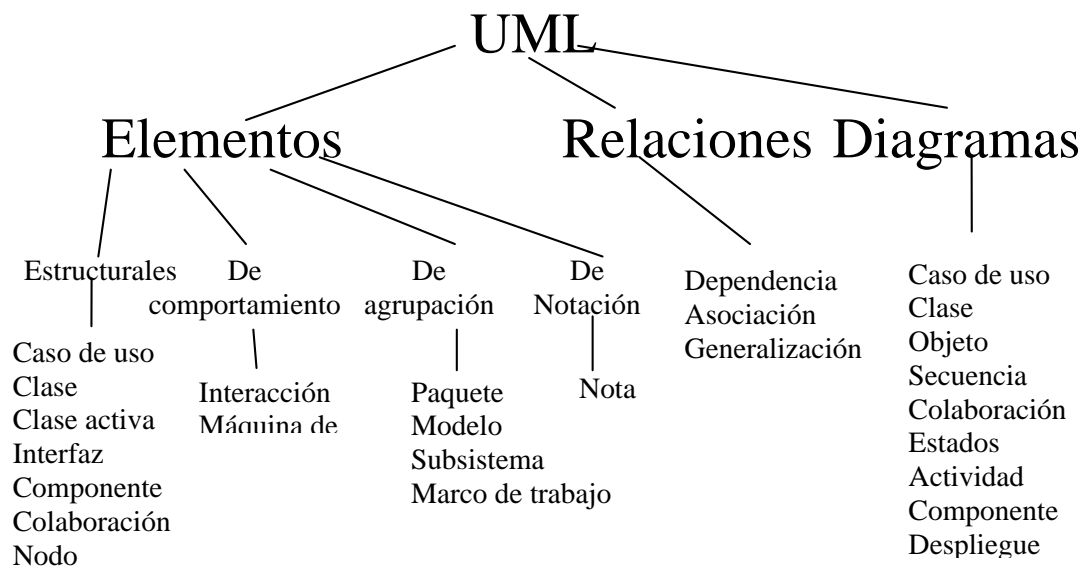 UML
Elementos
Relaciones
Diagramas
Estructurales
De
comportamiento
De
agrupación
De
Notación
Caso de uso
Clase
Clase activa
Interfaz
Componente
Colaboración
Nodo
Interacción
Máquina de
Paquete
Modelo
Subsistema
Marco de trabajo
Nota
Dependencia
Asociación
Generalización
Caso de uso
Clase
Objeto
Secuencia
Colaboración
Estados
Actividad
Componente
Despliegue